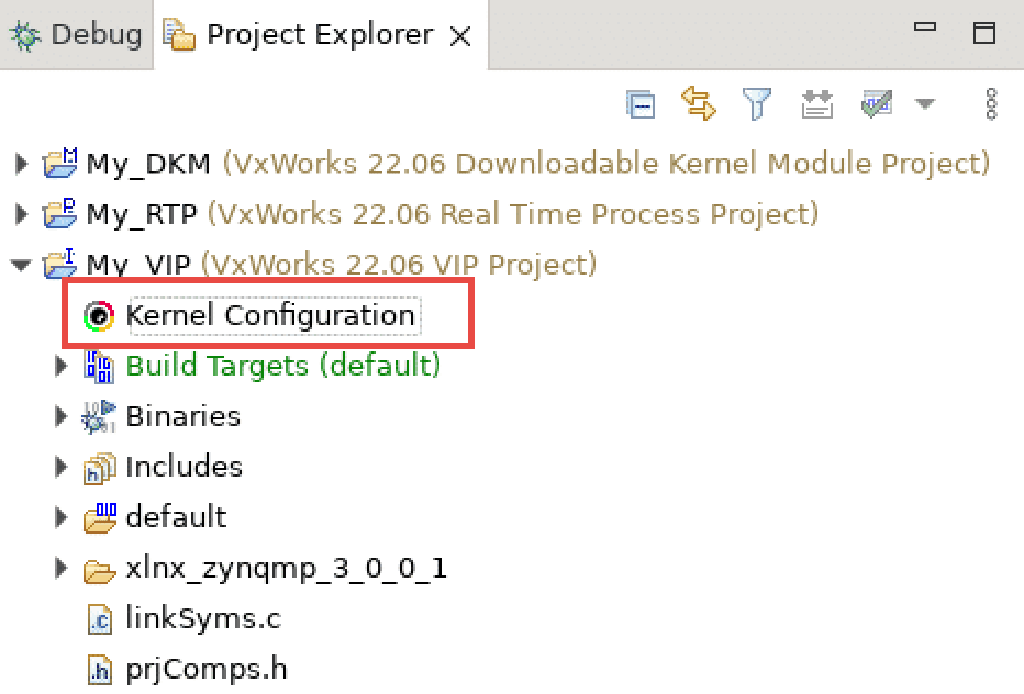 Debug Project Explorer
My_DKM (VxWorks 22.06 Downloadable Kernel Module Project)
My_RTP (VxWorks 22.06 Real Time Process Project)
My_VIP (VxWorks 22.06 VIP Project)
Kernel Configuration
Build Targets (default)
Binaries
Includes
default
xlnx_zynqmp_3_0_0_1
linkSyms.c
prjComps.h